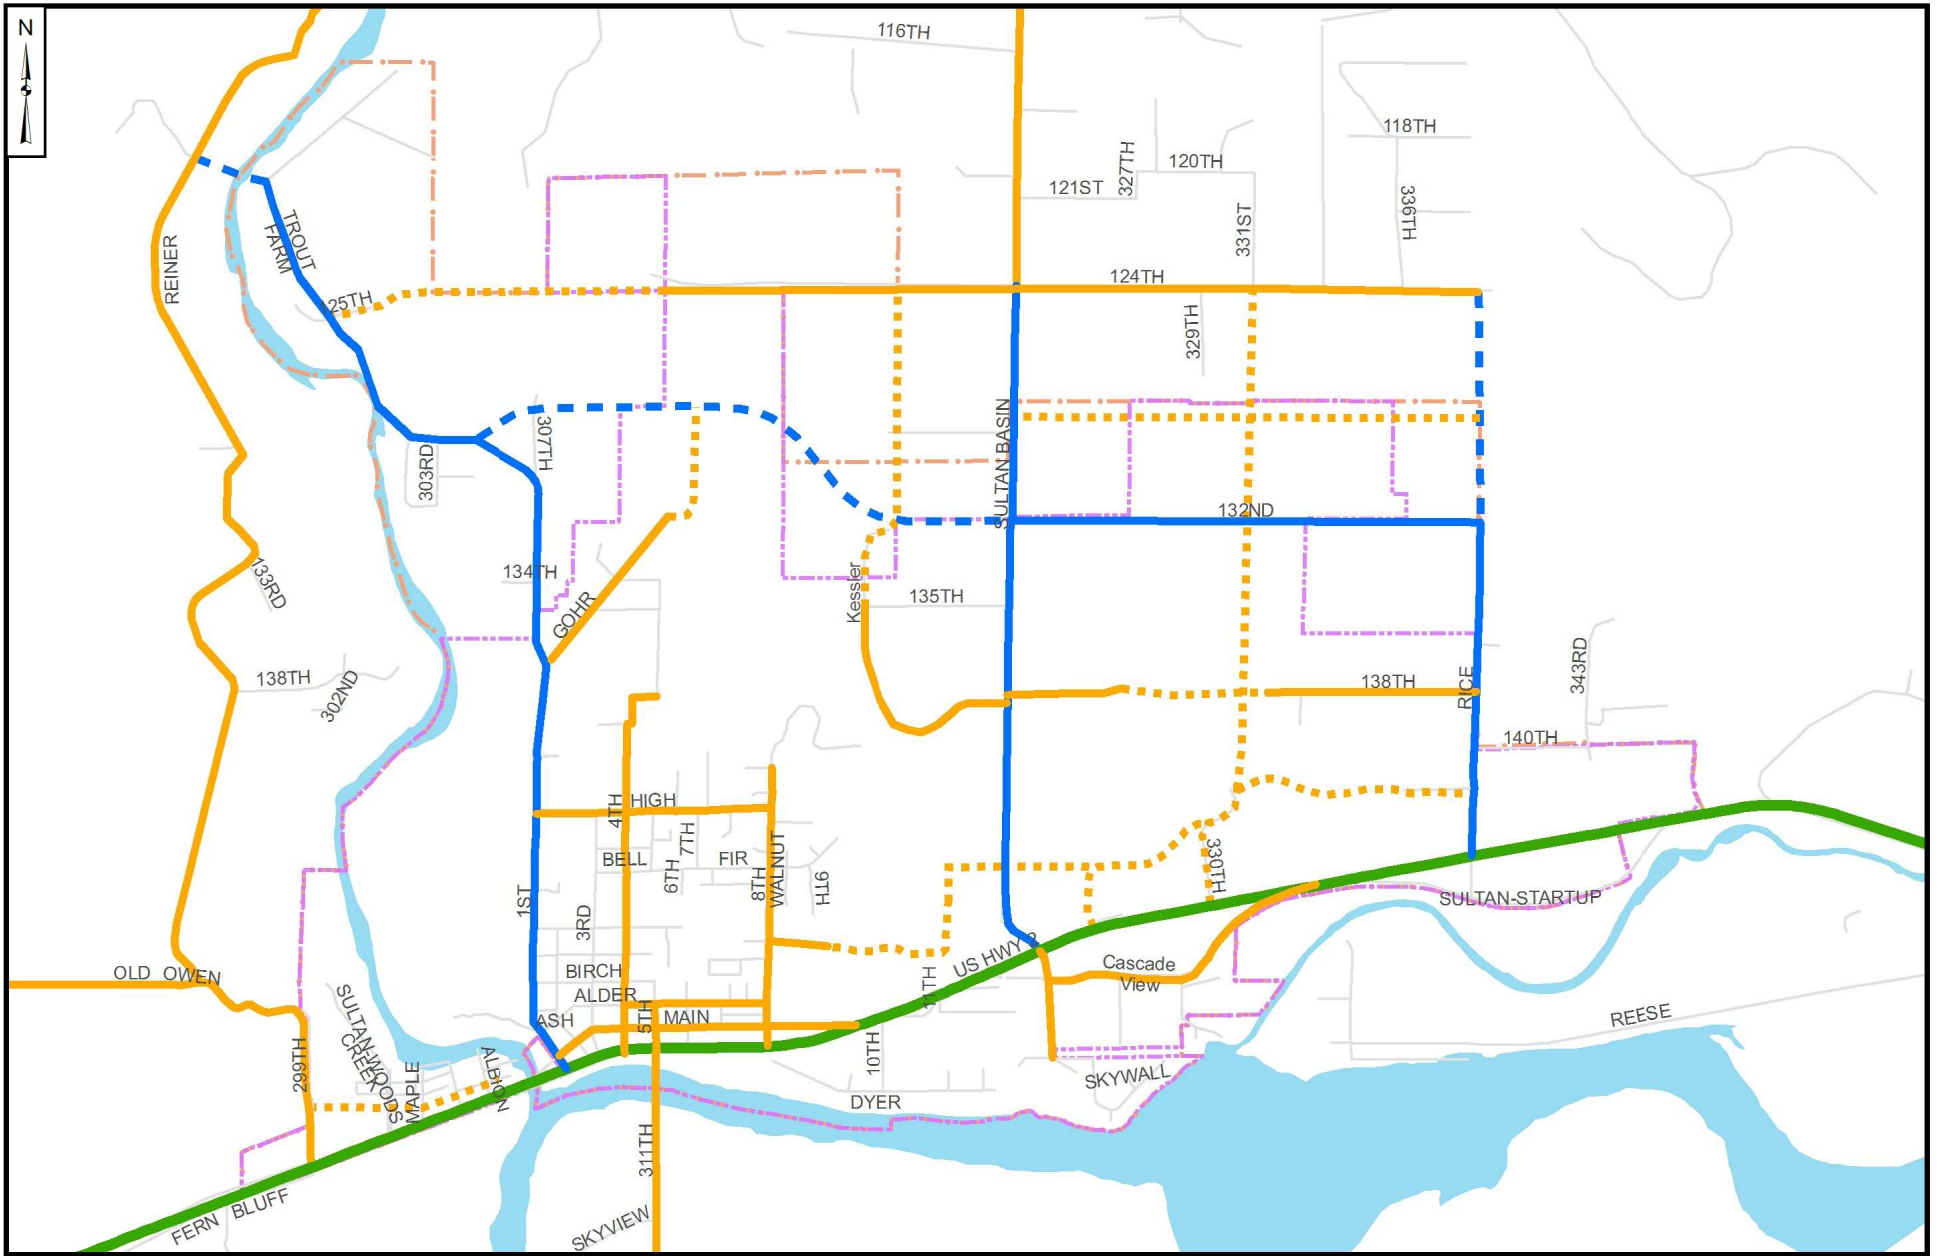 N
116TH
118TH
120TH
327TH
121ST
336TH
331ST
TROUT
FARM
REINER
124TH
125TH
329TH
SULTAN BASIN
307TH
303RD
132ND
133RD
134TH
Kessler
135TH
GOHR
138TH
302ND
138TH
RICE
343RD
140TH
4TH
HIGH
7TH
BELL
6TH
FIR
8TH
WALNUT
9TH
330TH
1ST
3RD
SULTAN-STARTUP
US HWY 2
Cascade
View
OLD OWEN
BIRCH
ALDER
11TH
5TH
MAIN
ASH
REESE
SULTAN-WOODS
CREEK
299TH
MAPLE
ALBION
10TH
SKYWALL
DYER
311TH
FERN BLUFF
SKYVIEW